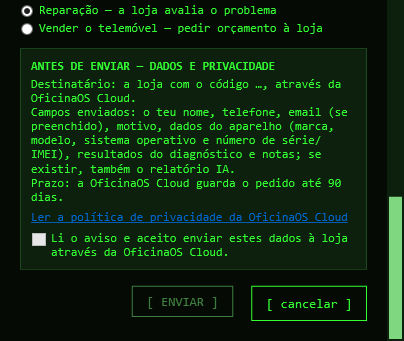 Reparação — a loja avalia o problema
Vender o telemóvel — pedir orçamento à loja
ANTES DE ENVIAR — DADOS E PRIVACIDADE
Destinatário: a loja com o código …, através da
OficinaOS Cloud.
Campos enviados: o teu nome, telefone, email (se
preenchido), motivo, dados do aparelho (marca,
modelo, sistema operativo e número de série/
IMEI), resultados do diagnóstico e notas; se
existir, também o relatório IA.
Prazo: a OficinaOS Cloud guarda o pedido até 90
dias.
Ler a política de privacidade da OficinaOS Cloud
Li o aviso e aceito enviar estes dados à loja
através da OficinaOS Cloud.
[ ENVIAR ] [ cancelar ]